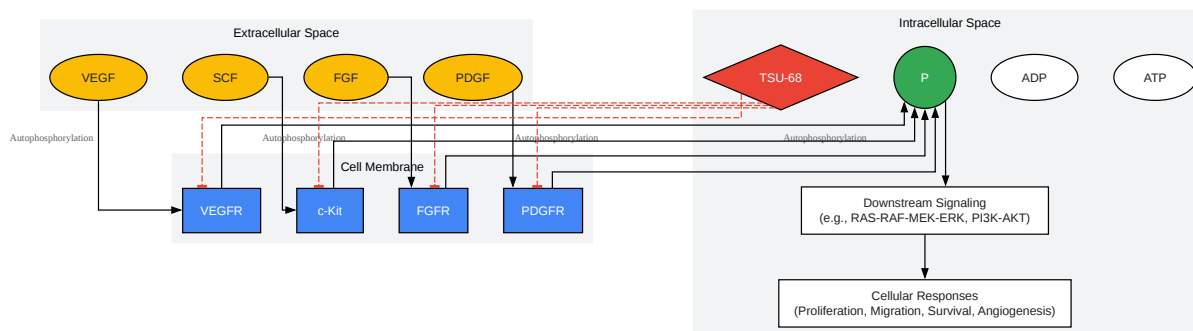 Extracellular Space
Intracellular Space
VEGF
SCF
FGF
PDGF
TSU-68
P
ADP
ATP
Autophosphorylation
Autophosphorylation
Autophosphorylation
Autophosphorylation
Cell Membrane
VEGFR
c-Kit
FGFR
PDGFR
Downstream Signaling
(e.g., RAS-RAF-MEK-ERK, PI3K-AKT)
Cellular Responses
(Proliferation, Migration, Survival, Angiogenesis)